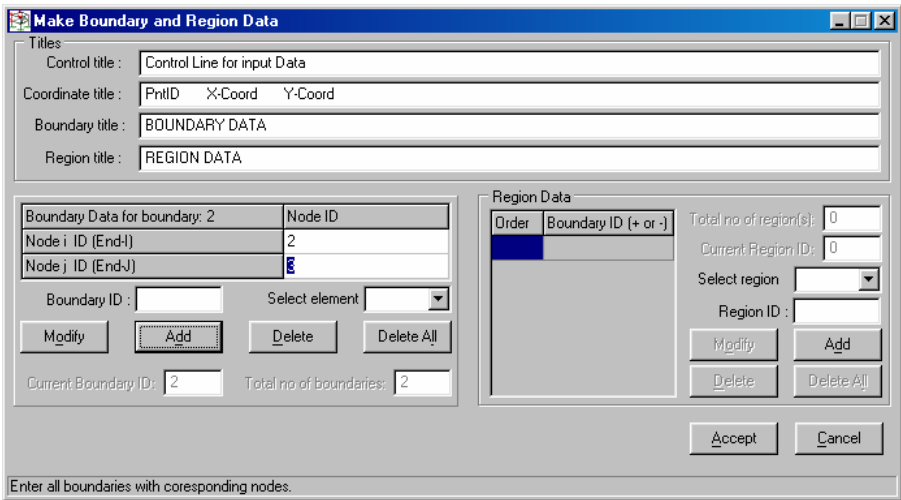 Make Boundary and Region Data
Titles
Control title : Control Line for input Data
Coordinate title : PntID X-Coord Y-Coord
Boundary title : BOUNDARY DATA
Region title : REGION DATA
Boundary Data for boundary: 2 Node ID
Node i ID (End-I) 2
Node j ID (End-J) 3
Boundary ID : Select element
Modify Add Delete Delete All
Current Boundary ID: 2 Total no of boundaries: 2
Region Data
Order Boundary ID (+ or -)
Total no of region(s): 0
Current Region ID: 0
Select region
Region ID :
Modify Add
Delete Delete All
Accept Cancel
Enter all boundaries with coresponding nodes.